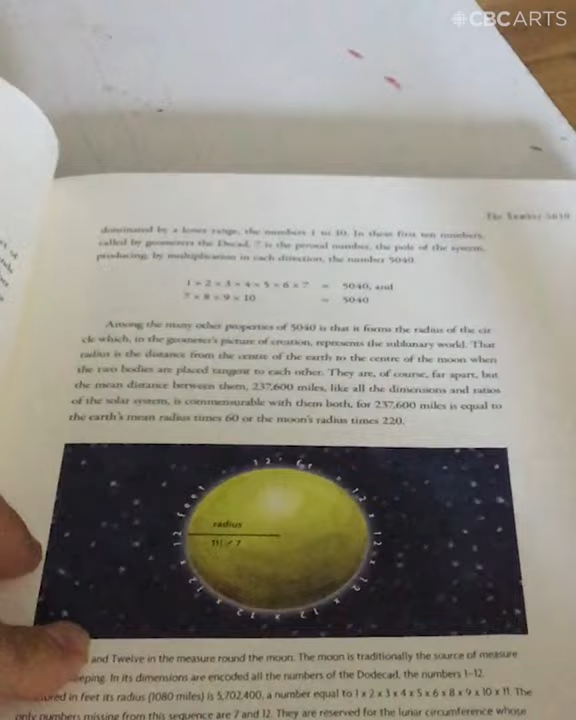 CBC ARTS
The Number 5040
dominated by a lesser range, the numbers 1 to 10. In these first ten numbers,
called by geometers the Decad, 7 is the pivotal number, the pole of the system,
producing, by multiplication in each direction, the number 5040.
1 × 2 × 3 × 4 × 5 × 6 × 7 = 5040, and
7 × 8 × 9 × 10 = 5040
Among the many other properties of 5040 is that it forms the radius of the cir
cle which, in the geometer's picture of creation, represents the sublunary world. That
radius is the distance from the centre of the earth to the centre of the moon when
the two bodies are placed tangent to each other. They are, of course, far apart, but
the mean distance between them, 237,600 miles, like all the dimensions and ratios
of the solar system, is commensurable with them both, for 237,600 miles is equal to
the earth's mean radius times 60 or the moon's radius times 220.
radius
and Twelve in the measure round the moon. The moon is traditionally the source of measure
eping. In its dimensions are encoded all the numbers of the Dodecad, the numbers 1-12.
ured in feet its radius (1080 miles) is 5,702,400, a number equal to 1 x 2 x 3 x 4 x 5 x 6 x 8 x 9 x 10 x 11. The
only numbers missing from this sequence are 7 and 12. They are reserved for the lunar circumference whose